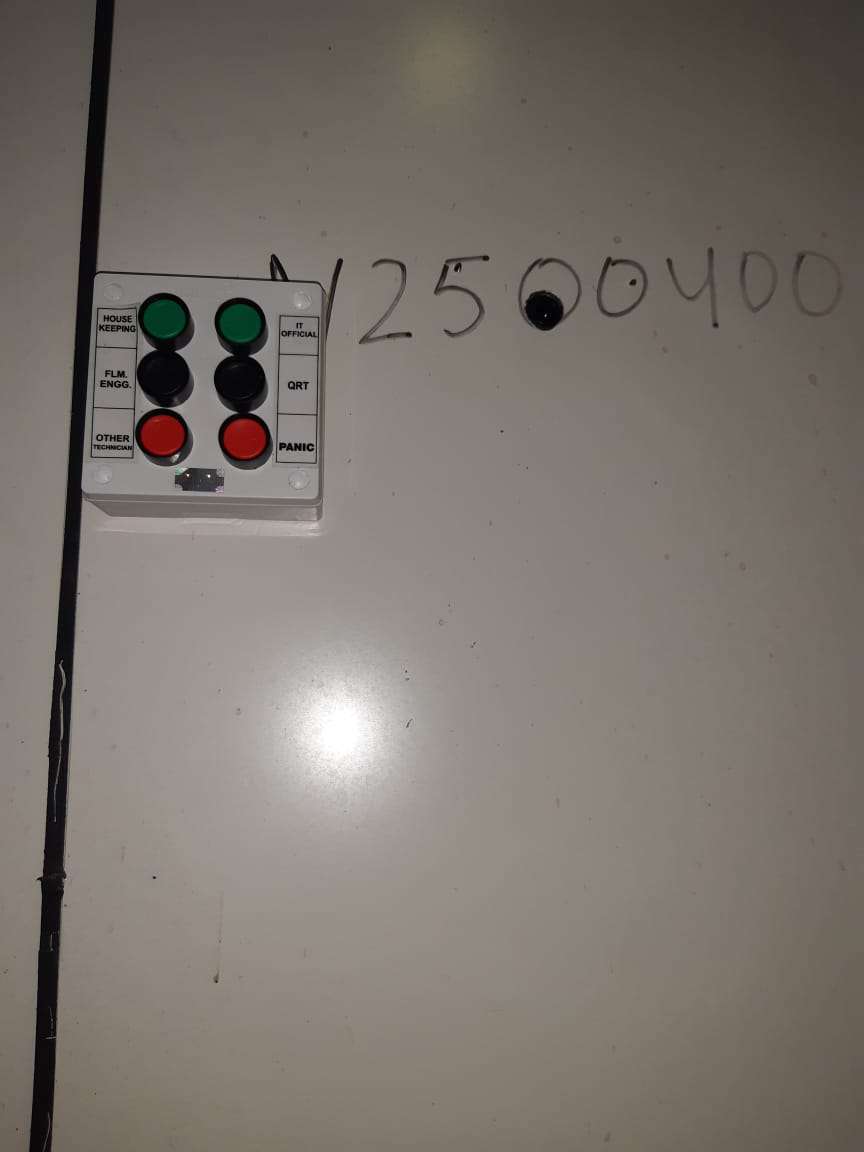 HOUSE
KEEPING
IT
OFFICIAL
FLM.
ENGG.
QRT
OTHER
TECHNICIAN
PANIC
2500400